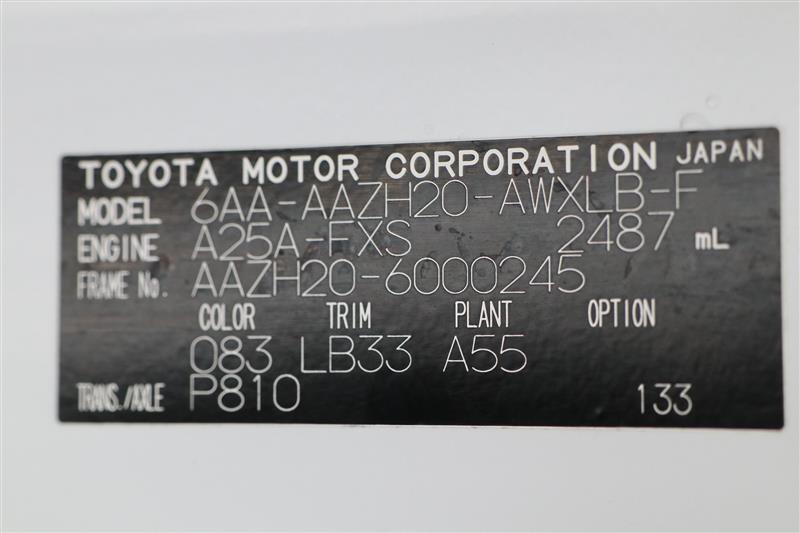 TOYOTA MOTOR CORPORATION JAPAN
MODEL 6AA-AAZH20-AWXLB-F
ENGINE A25A-FXS 2487 mL
FRAME No. AAZH20-6000245
COLOR TRIM PLANT OPTION
083 LB33 A55
TRANS./AXLE P810 133